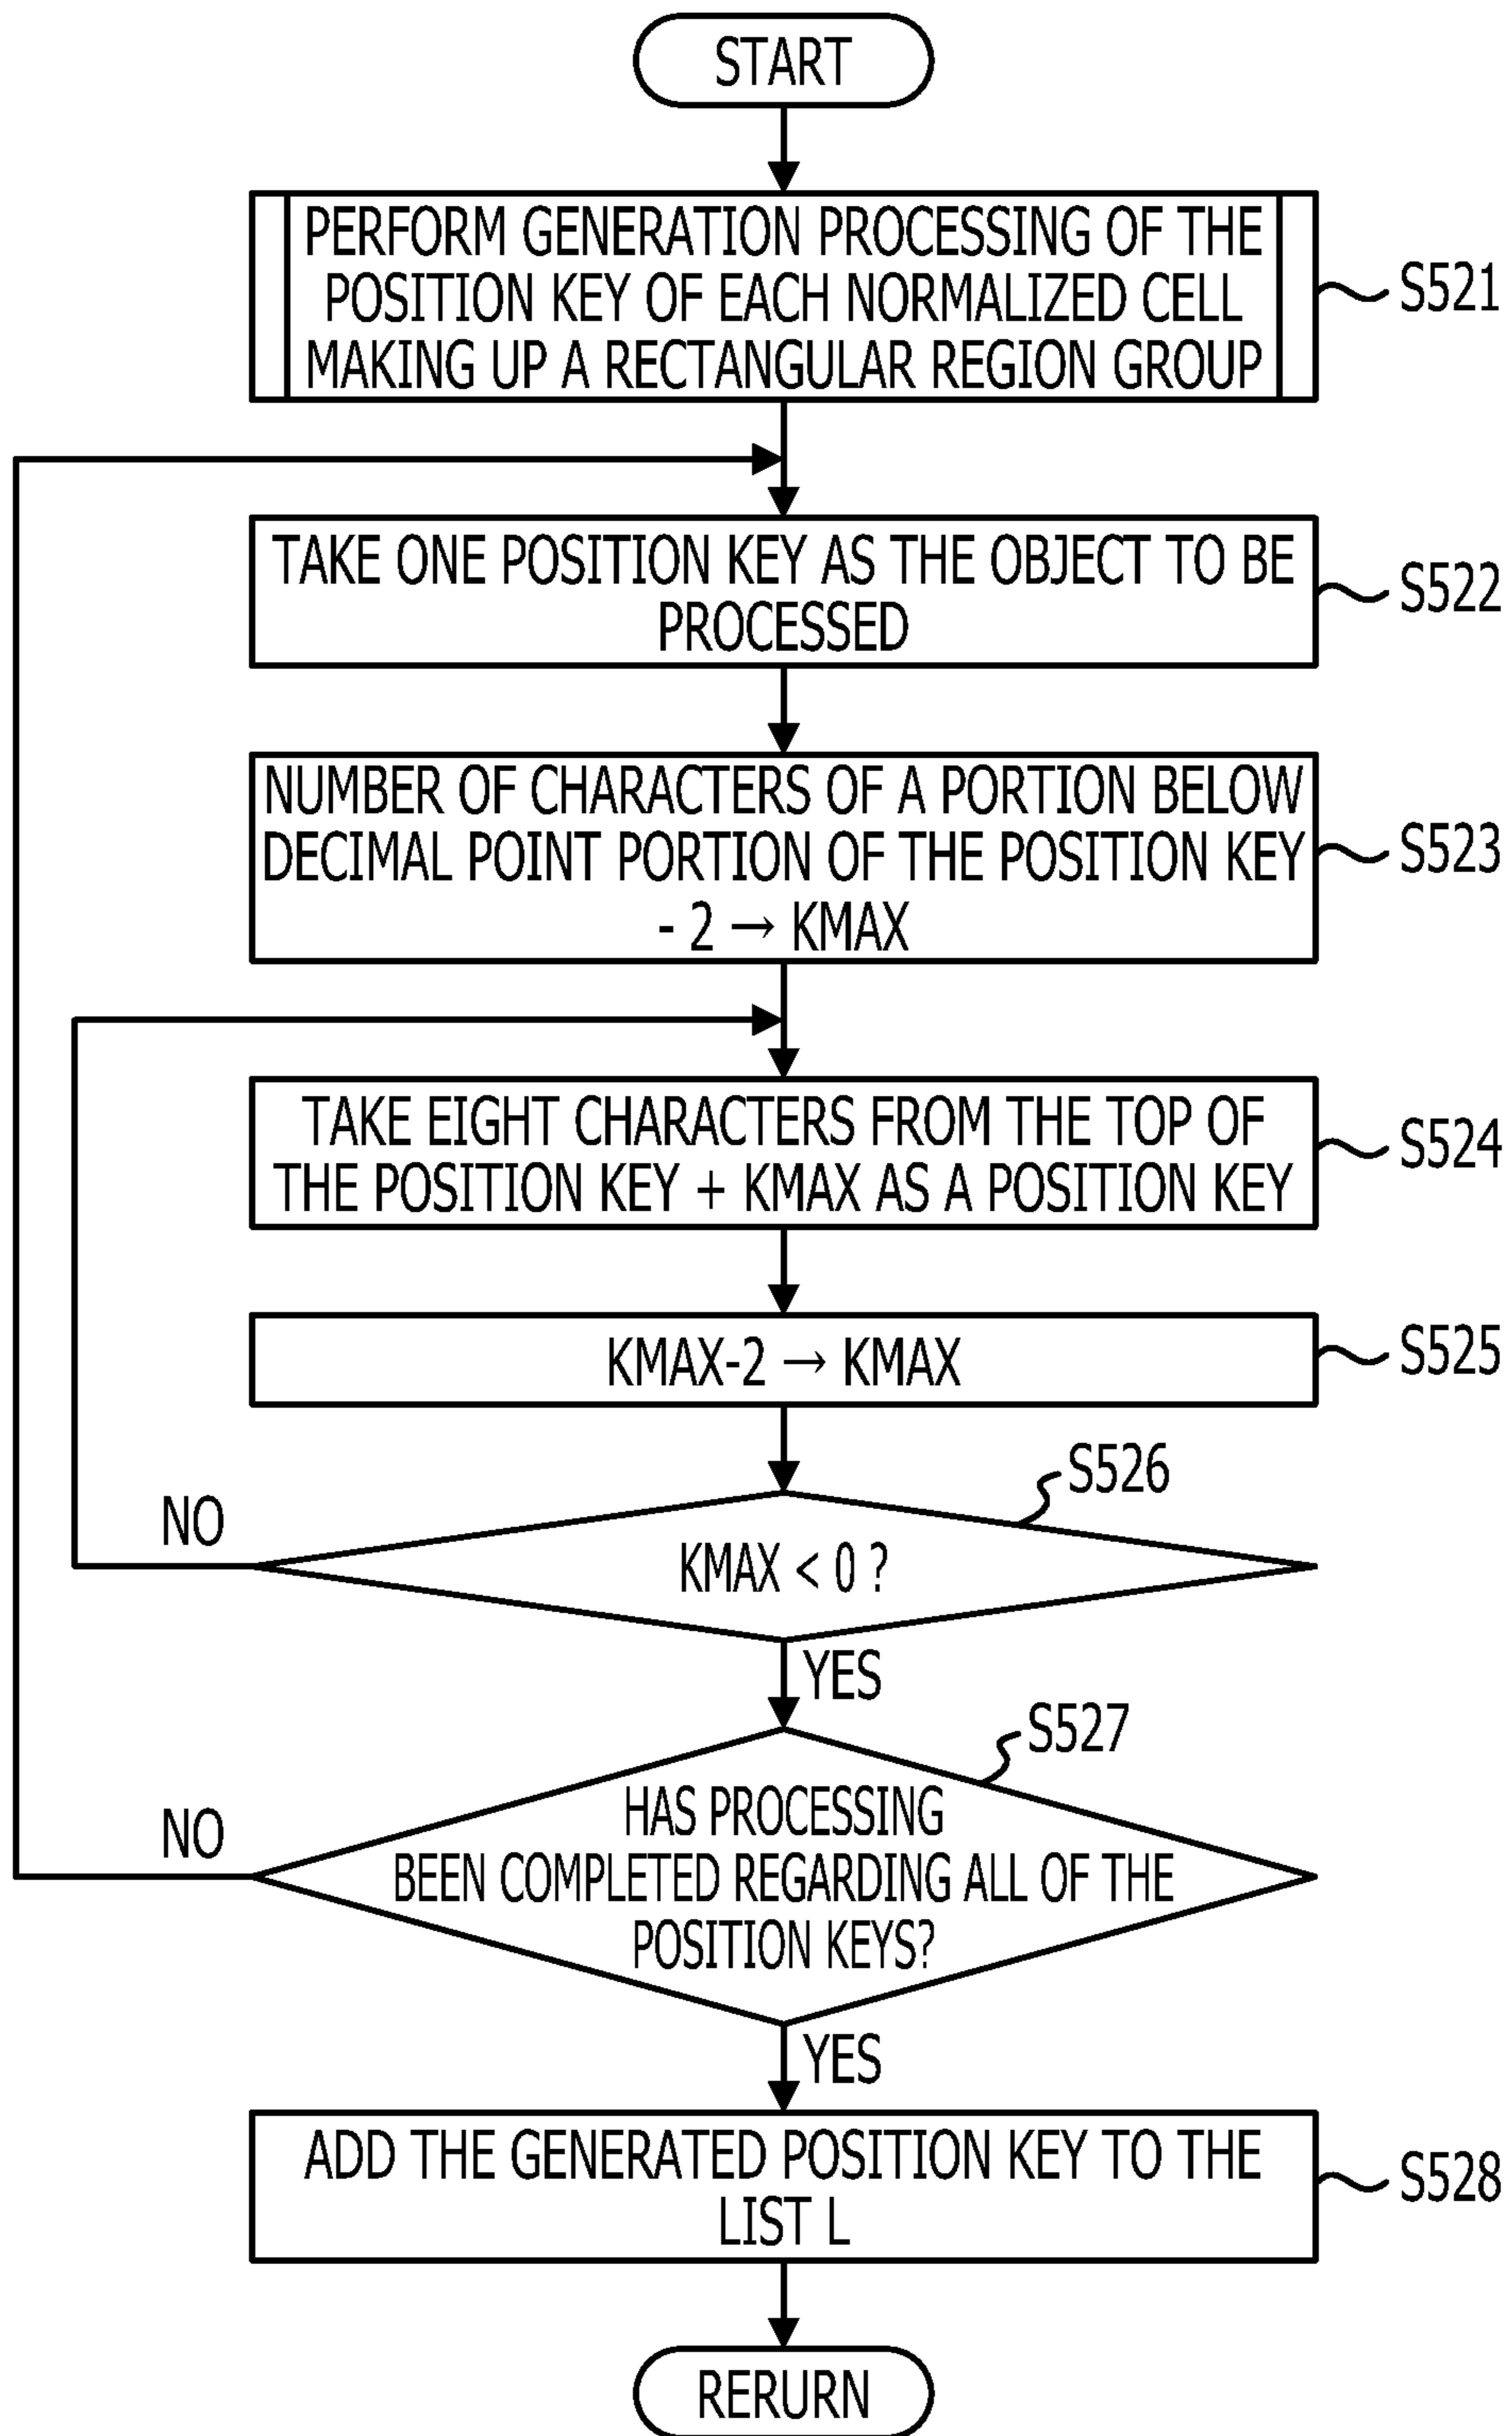 START
PERFORM GENERATION PROCESSING OF THE
POSITION KEY OF EACH NORMALIZED CELL
MAKING UP A RECTANGULAR REGION GROUP
S521
TAKE ONE POSITION KEY AS THE OBJECT TO BE
PROCESSED
S522
NUMBER OF CHARACTERS OF A PORTION BELOW
DECIMAL POINT PORTION OF THE POSITION KEY
- 2 → KMAX
S523
TAKE EIGHT CHARACTERS FROM THE TOP OF
THE POSITION KEY + KMAX AS A POSITION KEY
S524
KMAX-2 → KMAX
S525
S526
NO
KMAX < 0 ?
YES
S527
NO
HAS PROCESSING
BEEN COMPLETED REGARDING ALL OF THE
POSITION KEYS?
YES
ADD THE GENERATED POSITION KEY TO THE
LIST L
S528
RERURN